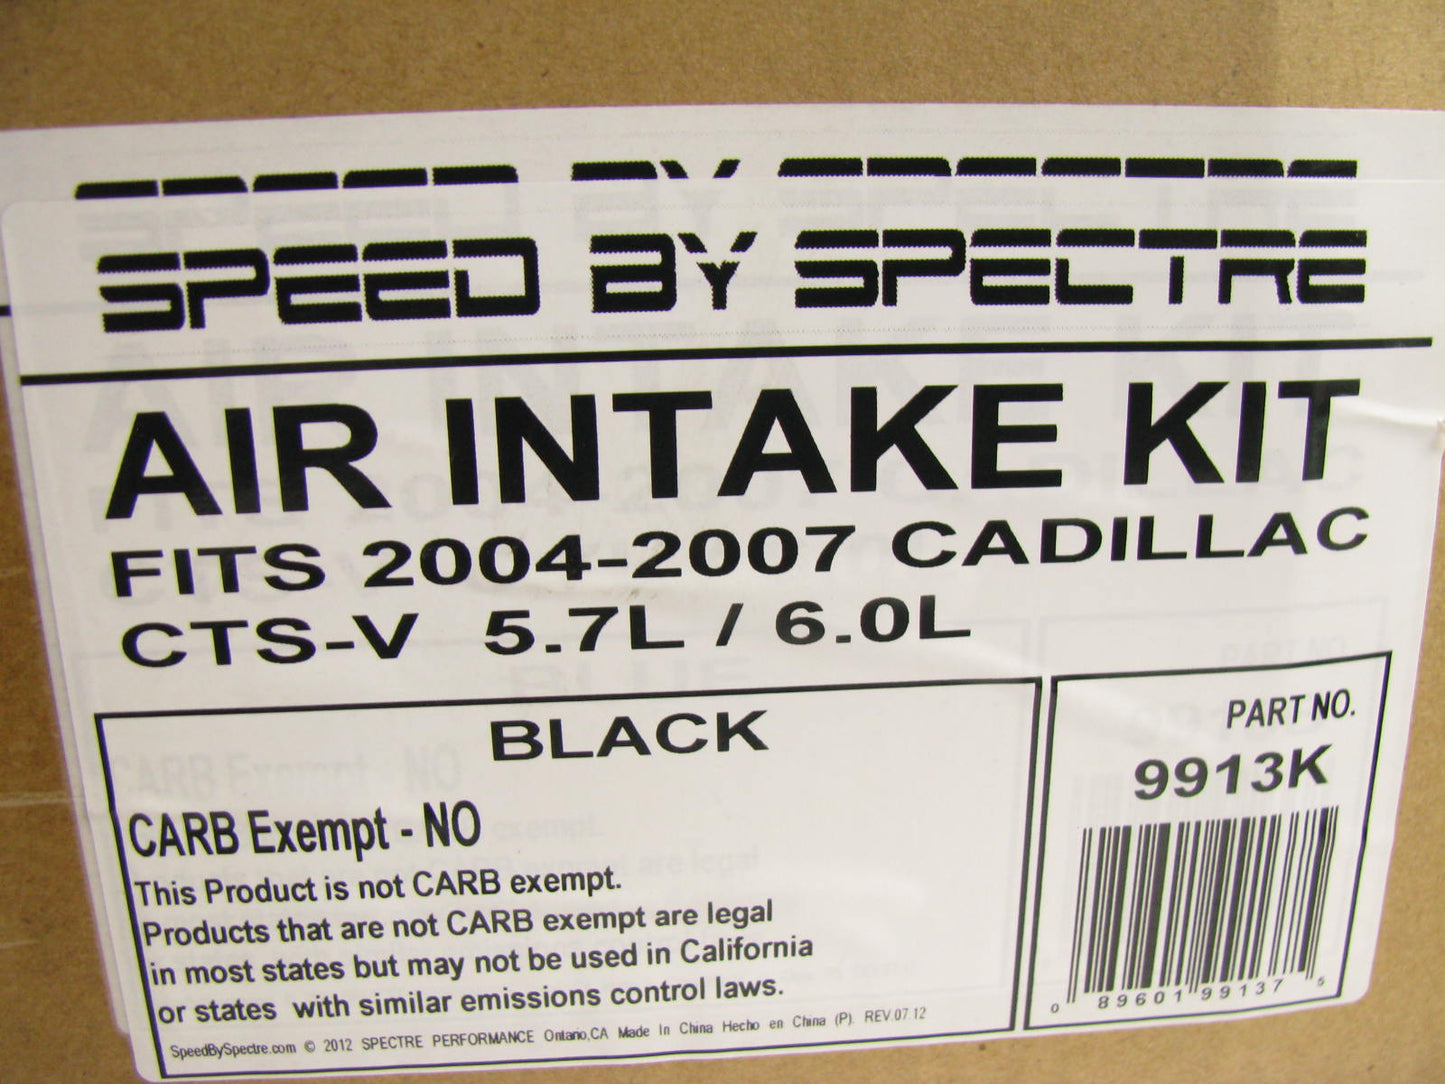 SPEED BY SPECTRE
SPEED BY SPECTRE
AIR INTAKE KIT
FITS 2004-2007 CADILLAC
CTS-V 5.7L / 6.0L
BLACK
CARB Exempt - NO
This Product is not CARB exempt.
Products that are not CARB exempt are legal
in most states but may not be used in California
or states with similar emissions control laws.
SpeedBySpectre.com © 2012 SPECTRE PERFORMANCE Ontario,CA Made In China Hecho en China (P). REV.07.12
PART NO.
9913K
0 89601 99137 5